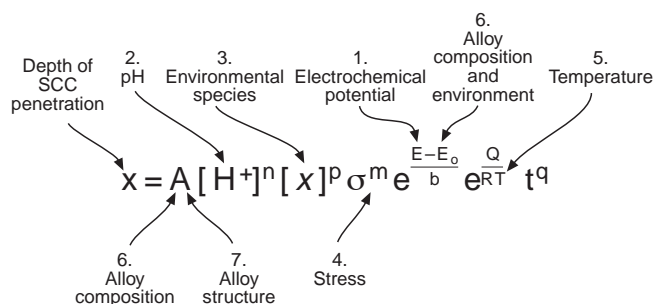 6.
Alloy
composition
and
environment
1.
Electrochemical
potential
2.
pH
3.
Environmental
species
5.
Temperature
Depth of
SCC
penetration
x = A [ H+]ⁿ [ x ]ᵖ σᵐ e^((E–Eₒ)/b) e^(Q/RT) t^q
6.
Alloy
composition
7.
Alloy
structure
4.
Stress